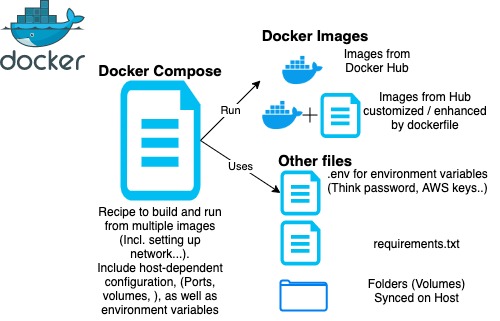 docker
Docker Compose
Recipe to build and run
from multiple images
(Incl. setting up
network...).
Include host-dependent
configuration, (Ports,
volumes, ), as well as
environment variables
Run
Uses
Docker Images
Images from
Docker Hub
+
Images from Hub
customized / enhanced
by dockerfile
Other files
.env for environment variables
(Think password, AWS keys..)
requirements.txt
Folders (Volumes)
Synced on Host